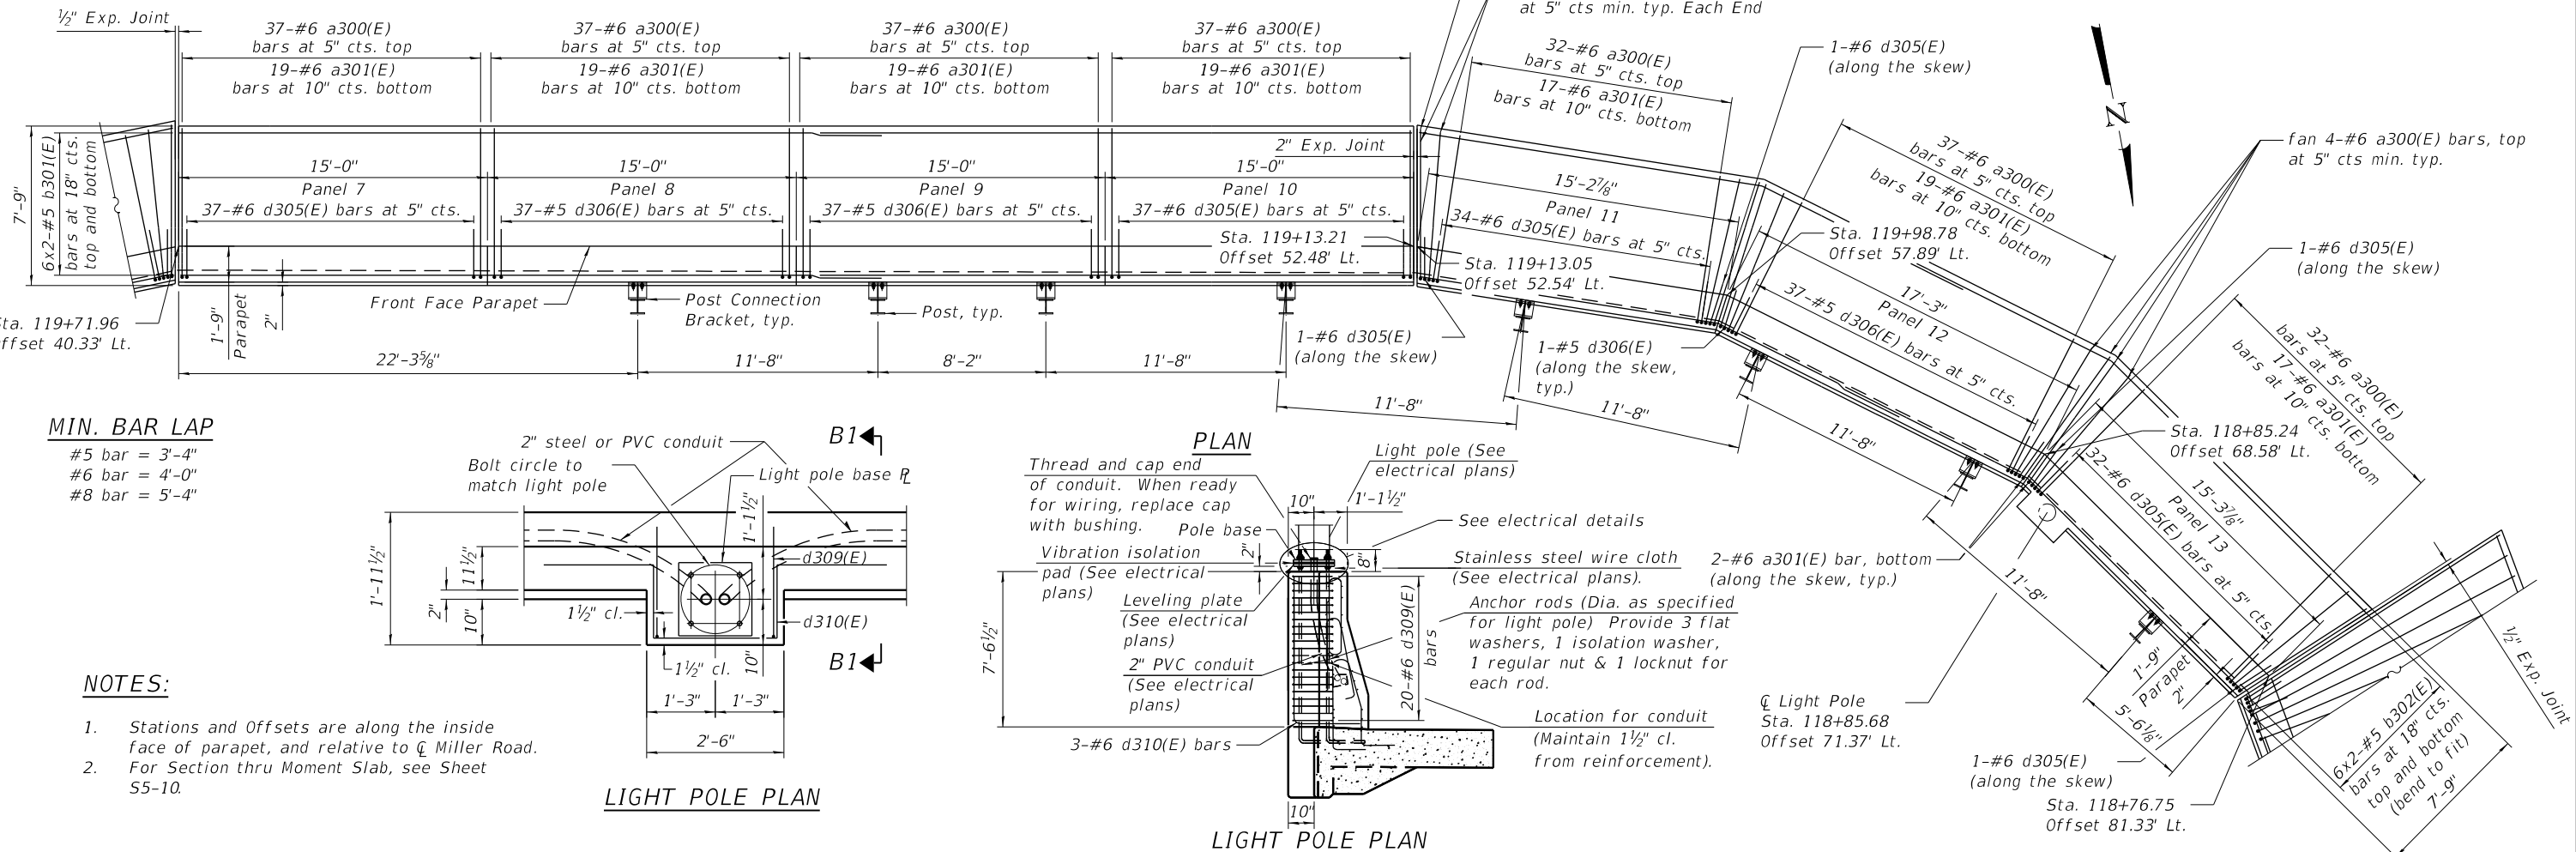 ½" Exp. Joint
37-#6 a300(E)
bars at 5" cts. top
19-#6 a301(E)
bars at 10" cts. bottom
37-#6 a300(E)
bars at 5" cts. top
19-#6 a301(E)
bars at 10" cts. bottom
37-#6 a300(E)
bars at 5" cts. top
19-#6 a301(E)
bars at 10" cts. bottom
37-#6 a300(E)
bars at 5" cts. top
19-#6 a301(E)
bars at 10" cts. bottom
at 5" cts min. typ. Each End
32-#6 a300(E)
bars at 5" cts. top
17-#6 a301(E)
bars at 10" cts. bottom
1-#6 d305(E)
(along the skew)
N
37-#6 a300(E)
bars at 5" cts. top
19-#6 a301(E)
bars at 10" cts. bottom
fan 4-#6 a300(E) bars, top
at 5" cts min. typ.
7'-9"
6x2-#5 b301(E)
bars at 18" cts.
top and bottom
15'-0"
Panel 7
37-#6 d305(E) bars at 5" cts.
15'-0"
Panel 8
37-#5 d306(E) bars at 5" cts.
15'-0"
Panel 9
37-#5 d306(E) bars at 5" cts.
15'-0"
Panel 10
37-#6 d305(E) bars at 5" cts.
2" Exp. Joint
15'-2⅞"
Panel 11
34-#6 d305(E) bars at 5" cts.
Sta. 119+13.21
Offset 52.48' Lt.
Sta. 119+13.05
Offset 52.54' Lt.
Sta. 119+98.78
Offset 57.89' Lt.
17'-3"
Panel 12
37-#5 d306(E) bars at 5" cts.
1-#6 d305(E)
(along the skew)
32-#6 a300(E)
bars at 5" cts. top
17-#6 a301(E)
bars at 10" cts. bottom
Sta. 119+71.96
Offset 40.33' Lt.
1'-9"
Parapet
2"
Front Face Parapet
Post Connection
Bracket, typ.
Post, typ.
1-#6 d305(E)
(along the skew)
1-#5 d306(E)
(along the skew,
typ.)
22'-3⅝"
11'-8"
8'-2"
11'-8"
11'-8"
11'-8"
11'-8"
11'-8"
Sta. 118+85.24
Offset 68.58' Lt.
15'-3⅞"
Panel 13
32-#6 d305(E) bars at 5" cts.
2-#6 a301(E) bar, bottom
(along the skew, typ.)
½" Exp. Joint
1'-9"
Parapet
2"
5'-6⅛"
6x2-#5 b302(E)
bars at 18" cts.
top and bottom
(bend to fit)
7'-9"
℄ Light Pole
Sta. 118+85.68
Offset 71.37' Lt.
1-#6 d305(E)
(along the skew)
Sta. 118+76.75
Offset 81.33' Lt.
PLAN
MIN. BAR LAP
#5 bar = 3'-4"
#6 bar = 4'-0"
#8 bar = 5'-4"
NOTES:
1. Stations and Offsets are along the inside
face of parapet, and relative to ℄ Miller Road.
2. For Section thru Moment Slab, see Sheet
S5-10.
2" steel or PVC conduit
Bolt circle to
match light pole
Light pole base ⅊
B1
1'-11½"
11½"
2"
10"
1½" cl.
1'-1½"
d309(E)
d310(E)
10"
1½" cl.
B1
1'-3"
1'-3"
2'-6"
LIGHT POLE PLAN
Thread and cap end
of conduit. When ready
for wiring, replace cap
with bushing.
Pole base
Vibration isolation
pad (See electrical
plans)
Leveling plate
(See electrical
plans)
2" PVC conduit
(See electrical
plans)
3-#6 d310(E) bars
7'-6½"
2"
10"
1'-1½"
8"
Light pole (See
electrical plans)
See electrical details
Stainless steel wire cloth
(See electrical plans).
20-#6 d309(E)
bars
Anchor rods (Dia. as specified
for light pole) Provide 3 flat
washers, 1 isolation washer,
1 regular nut & 1 locknut for
each rod.
Location for conduit
(Maintain 1½" cl.
from reinforcement).
10"
LIGHT POLE PLAN